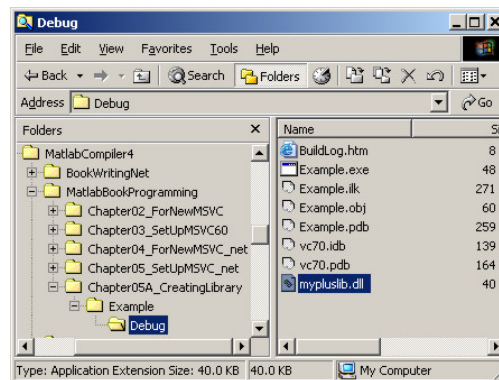 Debug
File Edit View Favorites Tools Help
Back Search Folders
Address Debug Go
Folders
MatlabCompiler4
BookWritingNet
MatlabBookProgramming
Chapter02_ForNewMSVC
Chapter03_SetUpMSVC60
Chapter04_ForNewMSVC_net
Chapter05_SetUpMSVC_net
Chapter05A_CreatingLibrary
Example
Debug
Name Si
BuildLog.htm 8
Example.exe 48
Example.ilk 271
Example.obj 60
Example.pdb 259
vc70.idb 139
vc70.pdb 164
mypluslib.dll 40
Type: Application Extension Size: 40.0 KB 40.0 KB My Computer